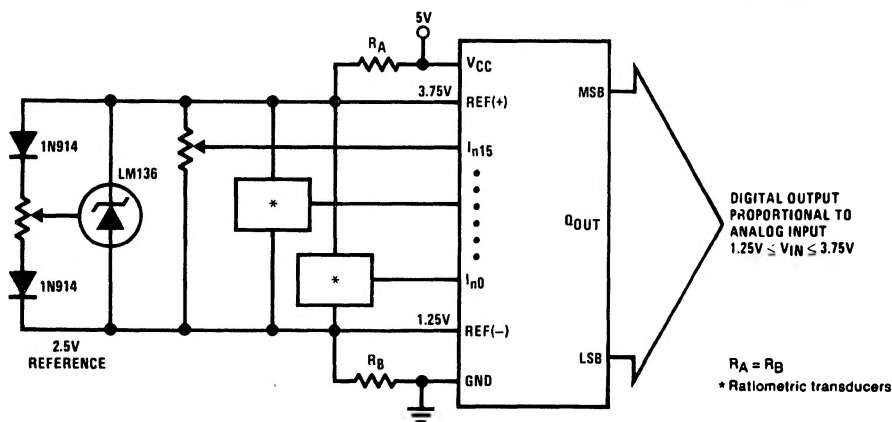 5V
RA
VCC
3.75V
REF(+)
MSB
1N914
LM136
In15
*
QOUT
DIGITAL OUTPUT
PROPORTIONAL TO
ANALOG INPUT
1.25V ≤ VIN ≤ 3.75V
*
In0
1N914
1.25V
REF(−)
2.5V
REFERENCE
RB
LSB
GND
RA = RB
* Ratiometric transducers